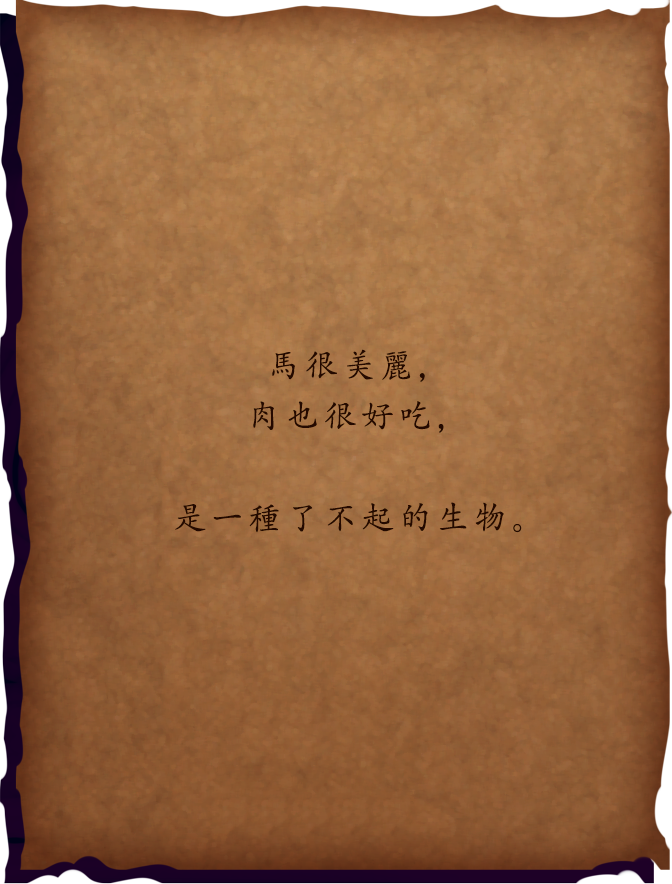 馬很美麗，
肉也很好吃，
是一種了不起的生物。